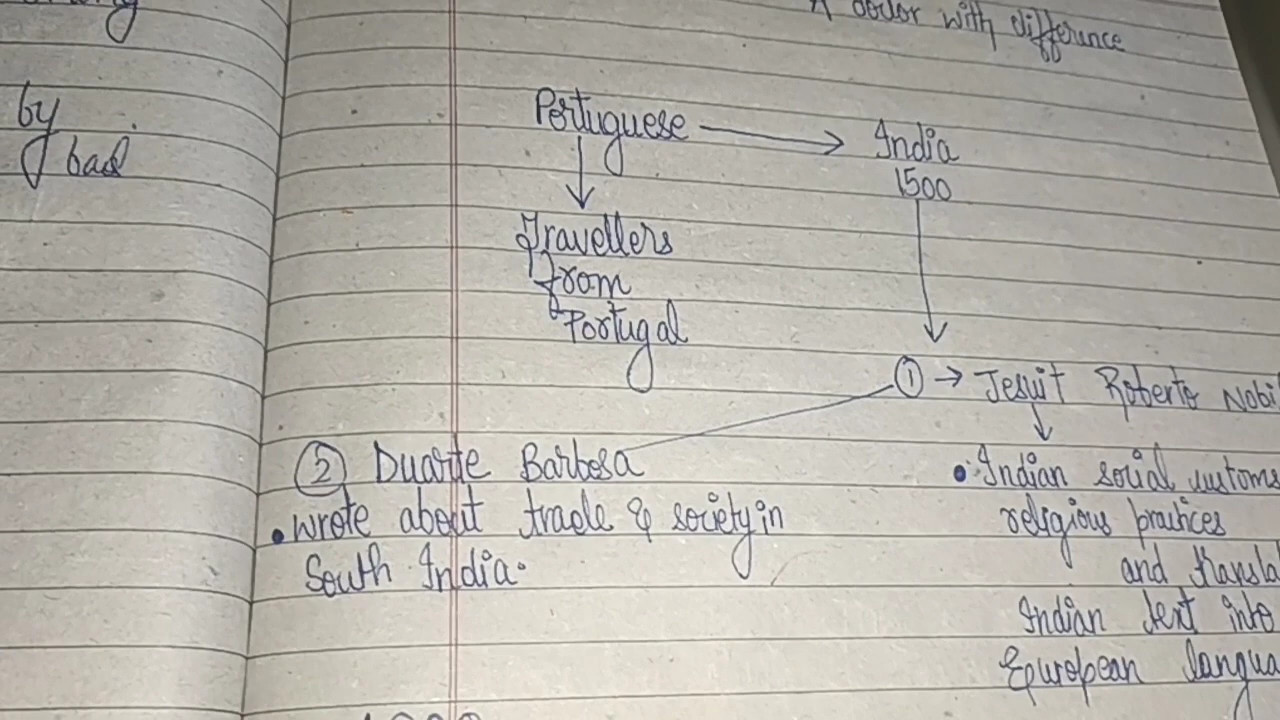 by
bad
A doctor with difference
Portuguese → India
1500
Travellers
from
Portugal
① → Jesuit Roberto Nobi
② Duarte Barbosa
• Indian social customs
• wrote about trade & society in
religious practices
South India.
and transla
Indian text into
Epuropean langua